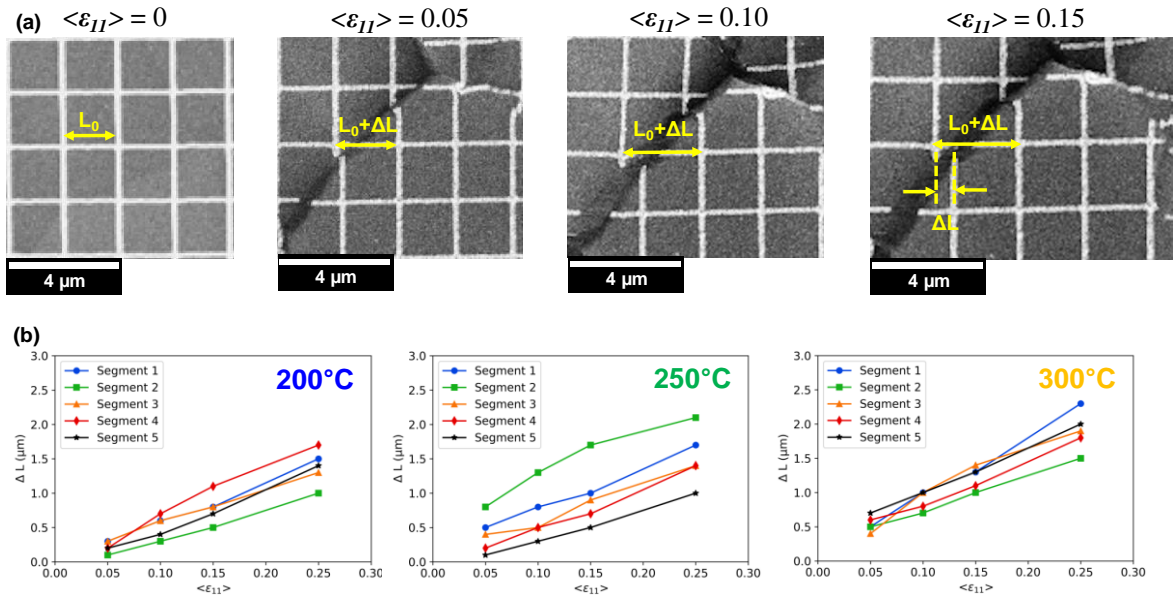 (a) <ε11> = 0 <ε11> = 0.05 <ε11> = 0.10 <ε11> = 0.15
L0
L0+ΔL
L0+ΔL
L0+ΔL
ΔL
4 μm 4 μm 4 μm 4 μm
(b)
200°C
Segment 1
Segment 2
Segment 3
Segment 4
Segment 5
3.0
2.5
2.0
1.5
1.0
0.5
0.0
Δ L (μm)
0.00 0.05 0.10 0.15 0.20 0.25 0.30
<ε11>
250°C
Segment 1
Segment 2
Segment 3
Segment 4
Segment 5
3.0
2.5
2.0
1.5
1.0
0.5
0.0
Δ L (μm)
0.00 0.05 0.10 0.15 0.20 0.25 0.30
<ε11>
300°C
Segment 1
Segment 2
Segment 3
Segment 4
Segment 5
3.0
2.5
2.0
1.5
1.0
0.5
0.0
Δ L (μm)
0.00 0.05 0.10 0.15 0.20 0.25 0.30
<ε11>